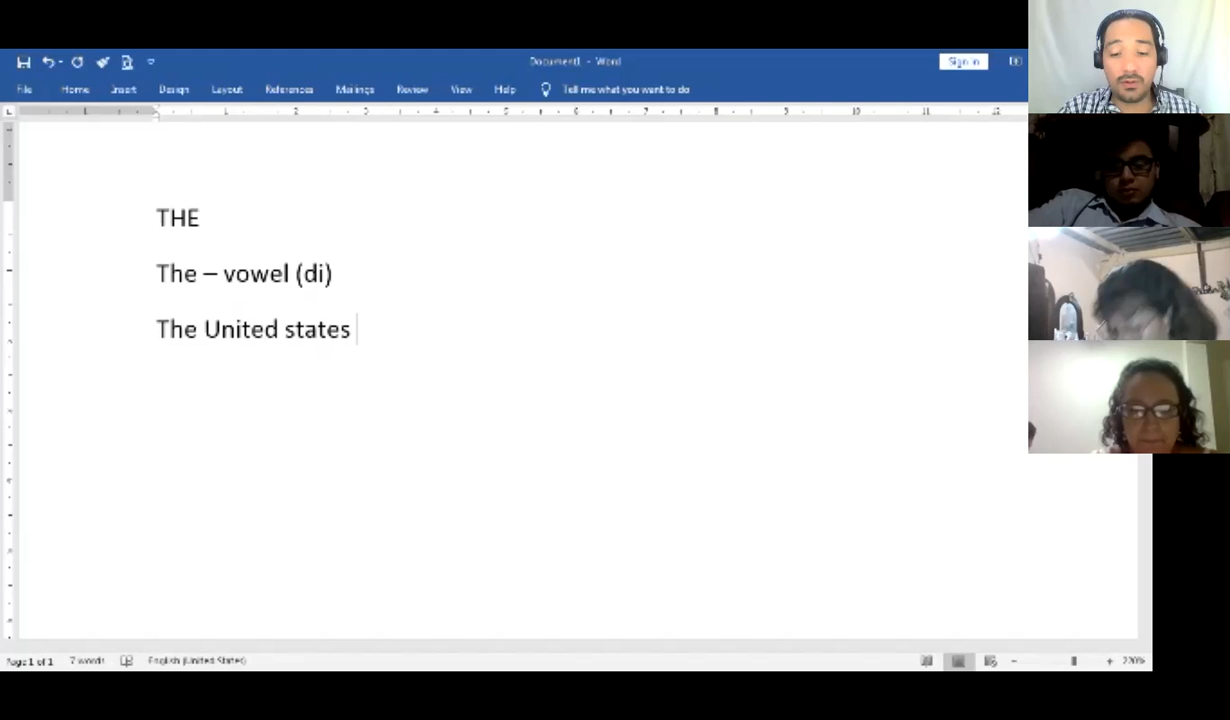 Document1 - Word
Sign in
File Home Insert Design Layout References Mailings Review View Help Tell me what you want to do
THE
The – vowel (di)
The United states
Page 1 of 1 7 words English (United States) 220%